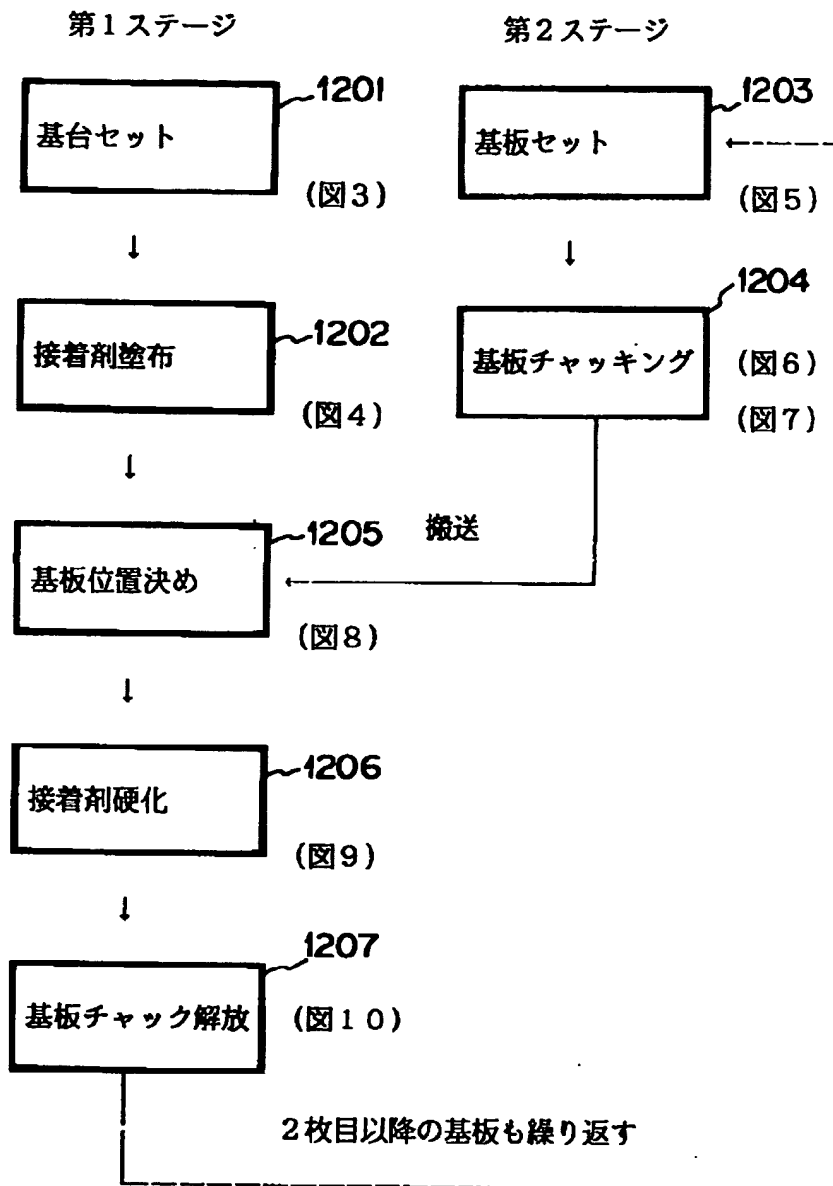 第1ステージ
第2ステージ
1201
基台セット
(図3)
↓
1203
基板セット
(図5)
↓
1202
接着剤塗布
(図4)
↓
1204
基板チャッキング
(図6)
(図7)
1205
基板位置決め
(図8)
搬送
↓
1206
接着剤硬化
(図9)
↓
1207
基板チャック解放
(図10)
2枚目以降の基板も繰り返す